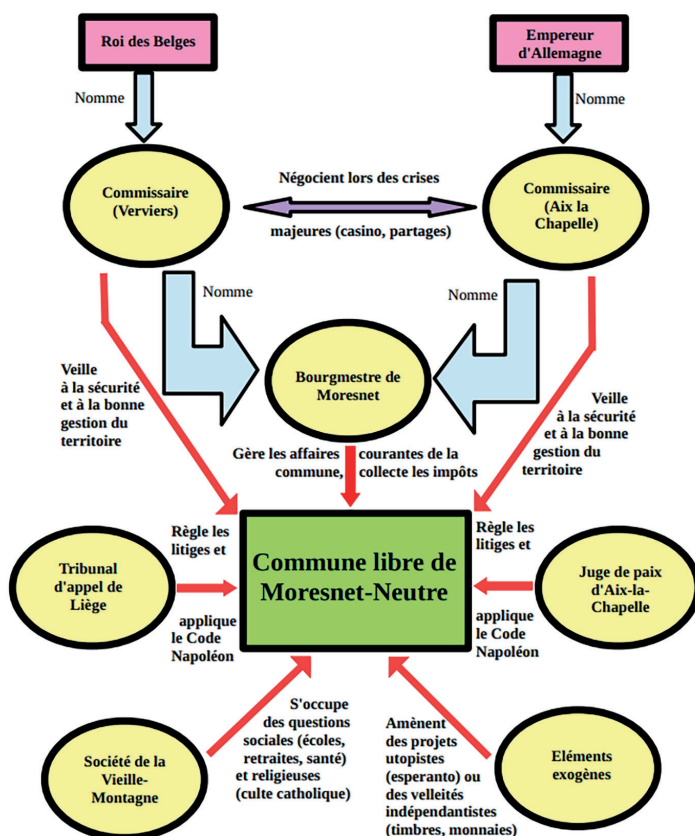 Roi des Belges
Empereur
d'Allemagne
Nomme
Nomme
Commissaire
(Verviers)
Négocient lors des crises
majeures (casino, partages)
Commissaire
(Aix la
Chapelle)
Nomme
Nomme
Bourgmestre de
Moresnet
Veille
à la sécurité
et à la bonne
gestion du
territoire
Veille
à la sécurité
et à la bonne
gestion du
territoire
Gère les affaires courantes de la
commune, collecte les impôts
Règle les
litiges et
applique
le Code
Napoléon
Commune libre de
Moresnet-Neutre
Règle les
litiges et
applique
le Code
Napoléon
Tribunal
d'appel de
Liège
Juge de paix
d'Aix-la-
Chapelle
Société de la
Vieille-
Montagne
S'occupe
des questions
sociales (écoles,
retraites, santé)
et religieuses
(culte catholique)
Amènent
des projets
utopistes
(esperanto) ou
des velleités
indépendantistes
(timbres, monnaies)
Eléments
exogènes